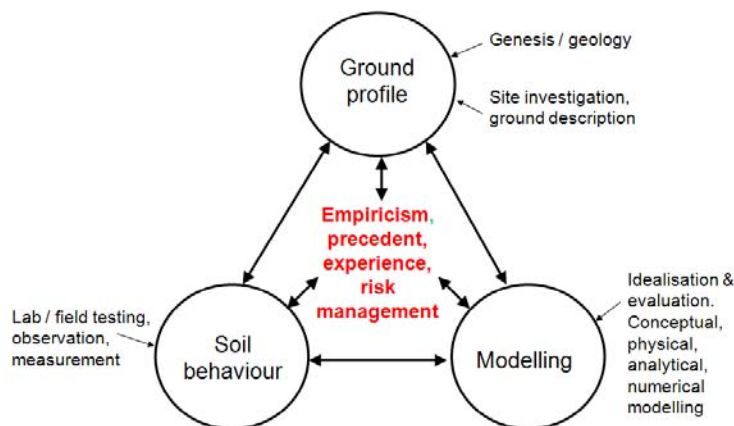 Ground
profile
Genesis / geology
Site investigation,
ground description
Empiricism,
precedent,
experience,
risk
management
Lab / field testing,
observation,
measurement
Soil
behaviour
Modelling
Idealisation &
evaluation.
Conceptual,
physical,
analytical,
numerical
modelling